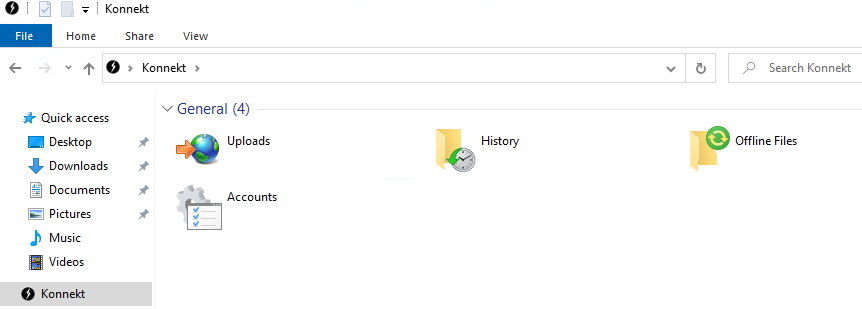 Konnekt
File Home Share View
Konnekt Search Konnekt
General (4)
Quick access
Desktop
Downloads
Documents
Pictures
Music
Videos
Konnekt
Uploads History Offline Files
Accounts